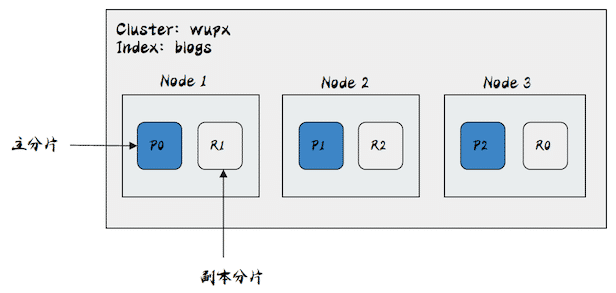 Cluster: wupx
Index: blogs
Node 1
Node 2
Node 3
主分片
P0
R1
P1
R2
P2
R0
副本分片